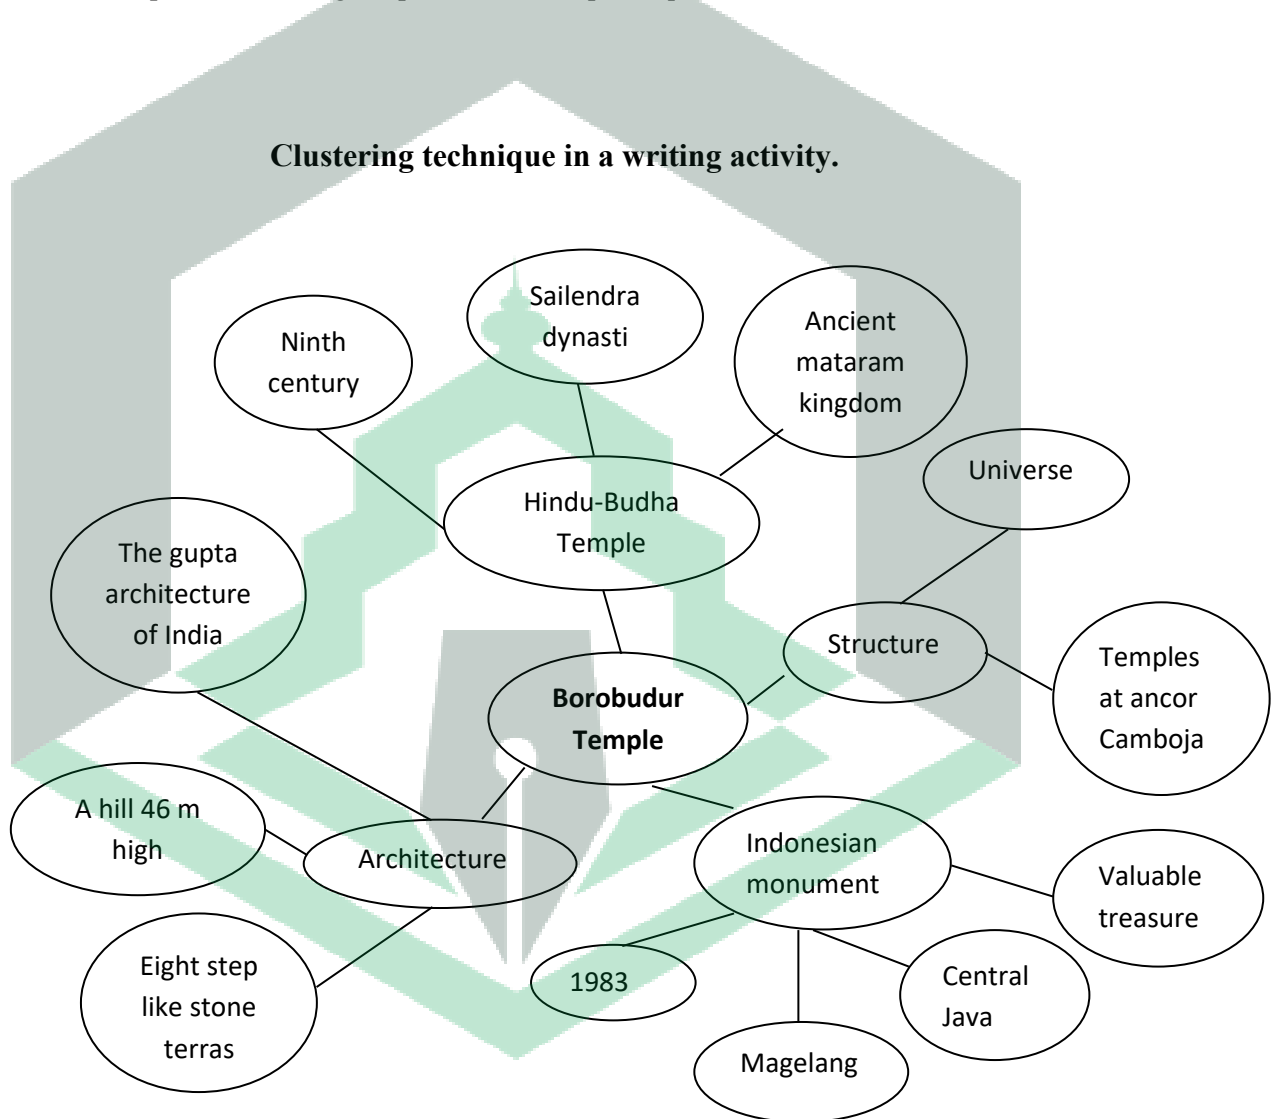 Clustering technique in a writing activity.
Sailendra
dynasti
Ninth
century
Ancient
mataram
kingdom
Universe
Hindu-Budha
Temple
The gupta
architecture
of India
Structure
Temples
at ancor
Camboja
Borobudur
Temple
A hill 46 m
high
Architecture
Indonesian
monument
Valuable
treasure
Eight step
like stone
terras
1983
Central
Java
Magelang